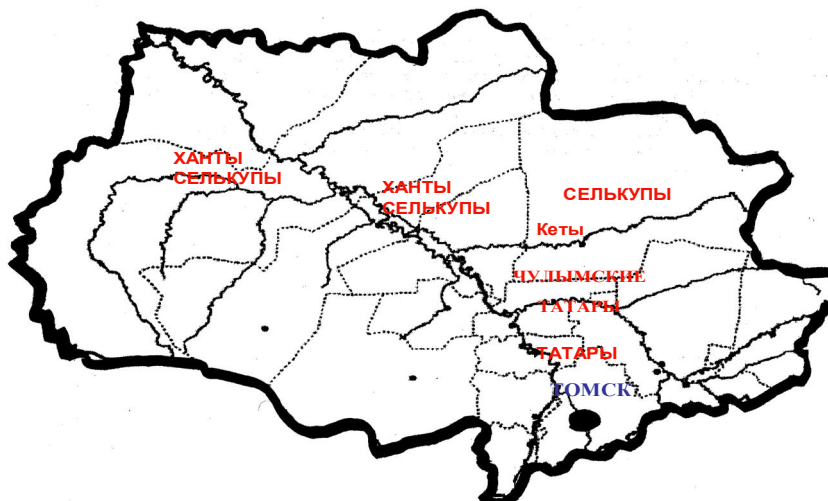 ХАНТЫ
СЕЛЬКУПЫ
ХАНТЫ
СЕЛЬКУПЫ
СЕЛЬКУПЫ
Кеты
ЧУЛЫМСКИЕ
ТАТАРЫ
ТАТАРЫ
ТОМСК